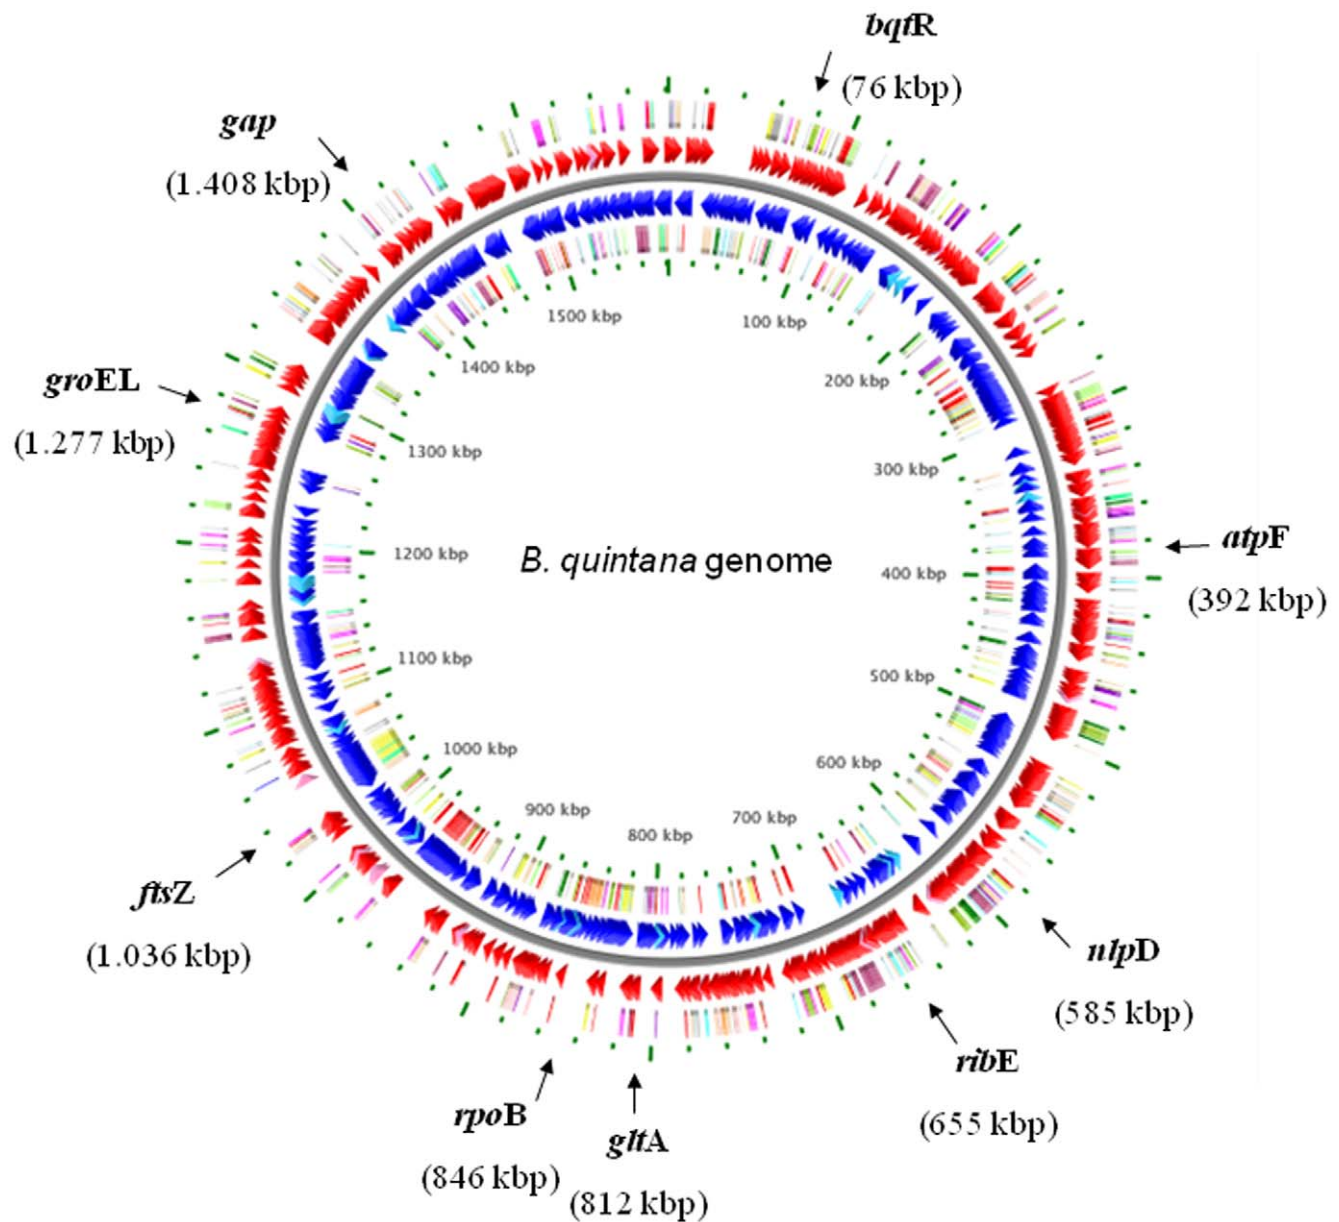 bqtR
(76 kbp)
gap
(1.408 kbp)
groEL
(1.277 kbp)
atpF
(392 kbp)
nlpD
(585 kbp)
ribE
(655 kbp)
gltA
(812 kbp)
rpoB
(846 kbp)
ftsZ
(1.036 kbp)
B. quintana genome
100 kbp
200 kbp
300 kbp
400 kbp
500 kbp
600 kbp
700 kbp
800 kbp
900 kbp
1000 kbp
1100 kbp
1200 kbp
1300 kbp
1400 kbp
1500 kbp